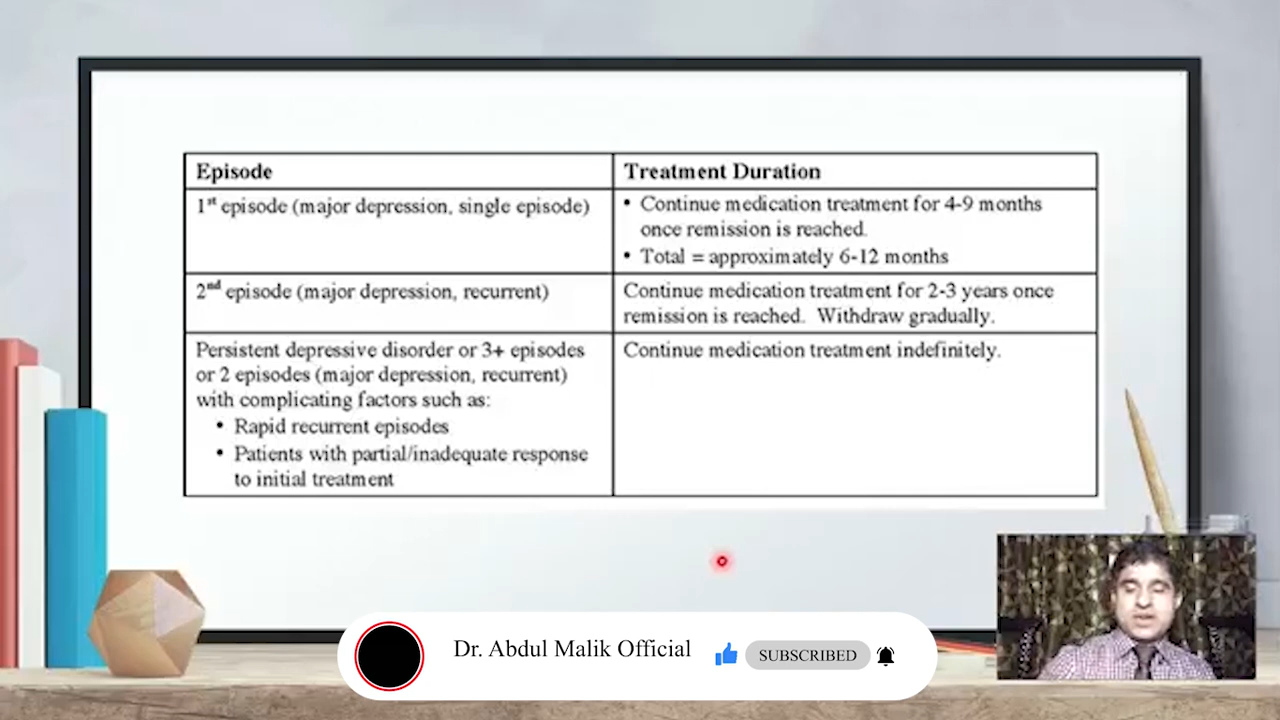 Episode
Treatment Duration
1st episode (major depression, single episode)
• Continue medication treatment for 4-9 months
once remission is reached.
• Total = approximately 6-12 months
2nd episode (major depression, recurrent)
Continue medication treatment for 2-3 years once
remission is reached. Withdraw gradually.
Persistent depressive disorder or 3+ episodes
or 2 episodes (major depression, recurrent)
with complicating factors such as:
• Rapid recurrent episodes
• Patients with partial/inadequate response
to initial treatment
Continue medication treatment indefinitely.
Dr. Abdul Malik Official
SUBSCRIBED